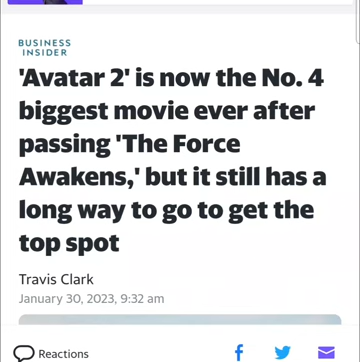 BUSINESS
INSIDER
'Avatar 2' is now the No. 4
biggest movie ever after
passing 'The Force
Awakens,' but it still has a
long way to go to get the
top spot
Travis Clark
January 30, 2023, 9:32 am
Reactions